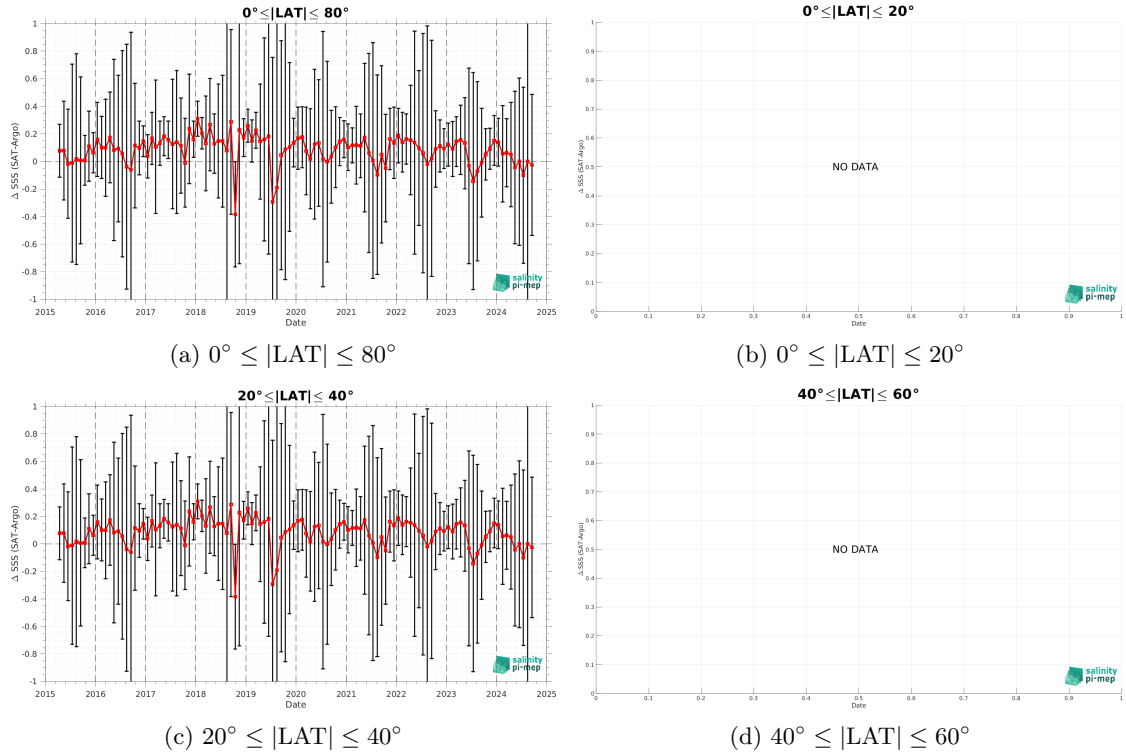 0°≤|LAT|≤ 80°
1
0.8
0.6
0.4
0.2
0
-0.2
-0.4
-0.6
-0.8
-1
Δ SSS (SAT-Argo)
2015 2016 2017 2018 2019 2020 2021 2022 2023 2024 2025
Date
salinity
pi-mep
(a) 0° ≤ |LAT| ≤ 80°
0°≤|LAT|≤ 20°
1
0.9
0.8
0.7
0.6
0.5
0.4
0.3
0.2
0.1
0
Δ SSS (SAT-Argo)
NO DATA
0 0.1 0.2 0.3 0.4 0.5 0.6 0.7 0.8 0.9 1
Date
salinity
pi-mep
(b) 0° ≤ |LAT| ≤ 20°
20°≤|LAT|≤ 40°
1
0.8
0.6
0.4
0.2
0
-0.2
-0.4
-0.6
-0.8
-1
Δ SSS (SAT-Argo)
2015 2016 2017 2018 2019 2020 2021 2022 2023 2024 2025
Date
salinity
pi-mep
(c) 20° ≤ |LAT| ≤ 40°
40°≤|LAT|≤ 60°
1
0.9
0.8
0.7
0.6
0.5
0.4
0.3
0.2
0.1
0
Δ SSS (SAT-Argo)
NO DATA
0 0.1 0.2 0.3 0.4 0.5 0.6 0.7 0.8 0.9 1
Date
salinity
pi-mep
(d) 40° ≤ |LAT| ≤ 60°